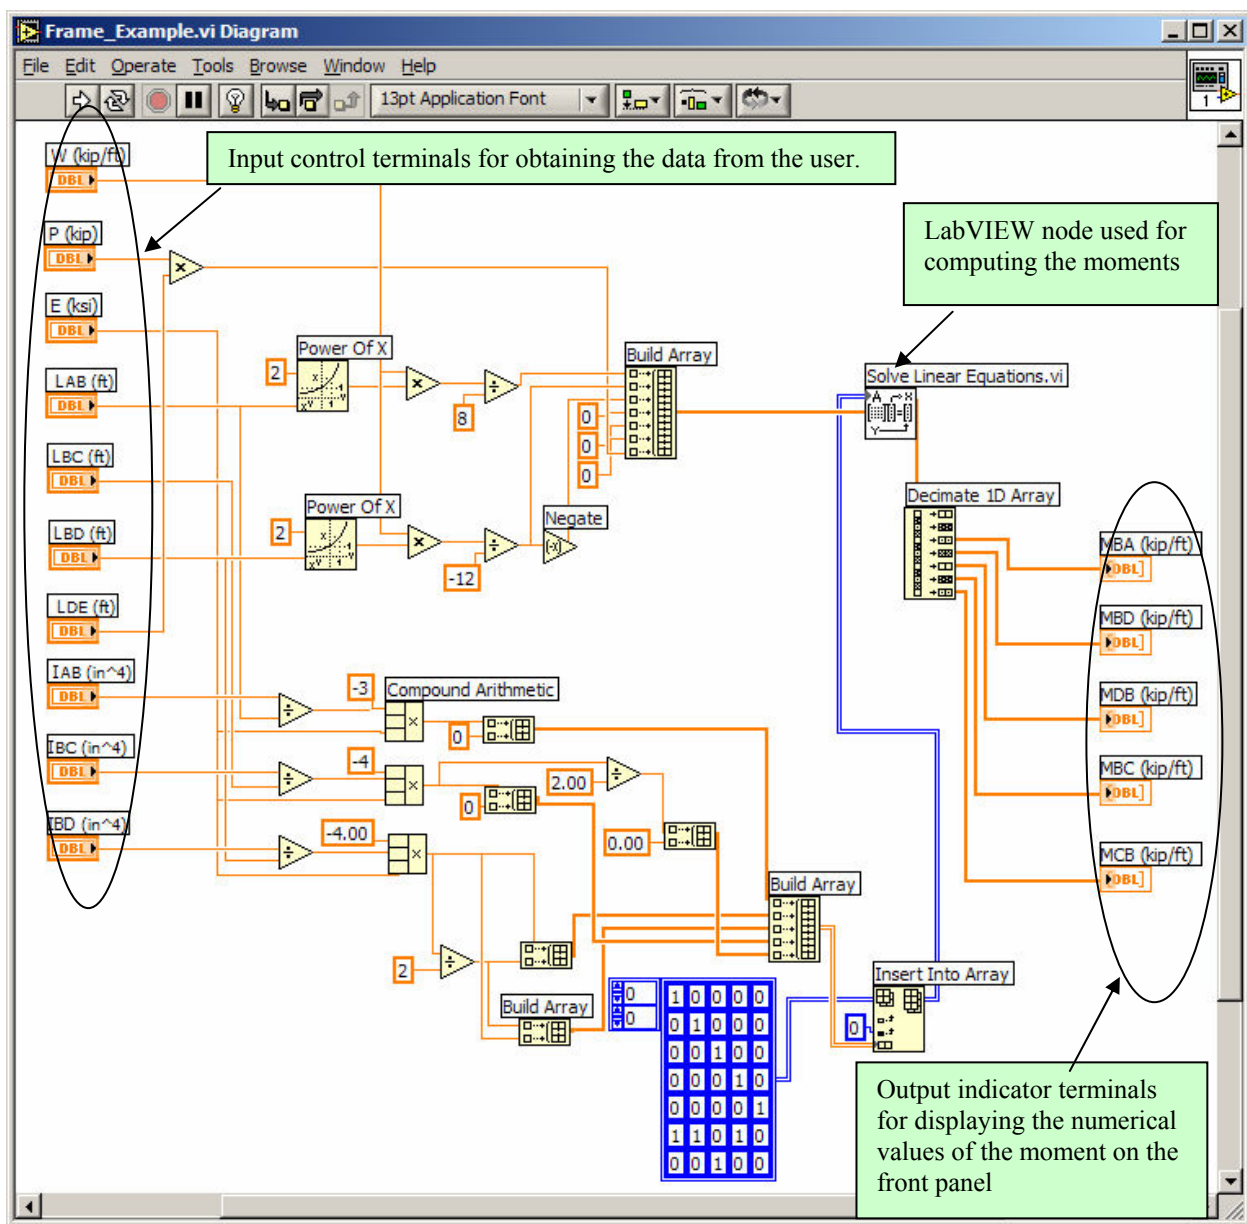 Frame_Example.vi Diagram
File Edit Operate Tools Browse Window Help
13pt Application Font
1
W (kip/ft)
DBL
Input control terminals for obtaining the data from the user.
P (kip)
DBL
LabVIEW node used for
computing the moments
E (ksi)
DBL
Power Of X
2
Build Array
Solve Linear Equations.vi
LAB (ft)
DBL
8
0
0
0
LBC (ft)
DBL
Decimate 1D Array
Power Of X
2
Negate
-12
LBD (ft)
DBL
MBA (kip/ft)
DBL
LDE (ft)
DBL
MBD (kip/ft)
DBL
IAB (in^4)
DBL
-3
Compound Arithmetic
0
MDB (kip/ft)
DBL
IBC (in^4)
DBL
-4
2.00
0
MBC (kip/ft)
DBL
IBD (in^4)
DBL
-4.00
0.00
MCB (kip/ft)
DBL
Build Array
2
Build Array
Insert Into Array
0
0
0
1 0 0 0 0
0 1 0 0 0
0 0 1 0 0
0 0 0 1 0
0 0 0 0 1
1 1 0 1 0
0 0 1 0 0
Output indicator terminals
for displaying the numerical
values of the moment on the
front panel